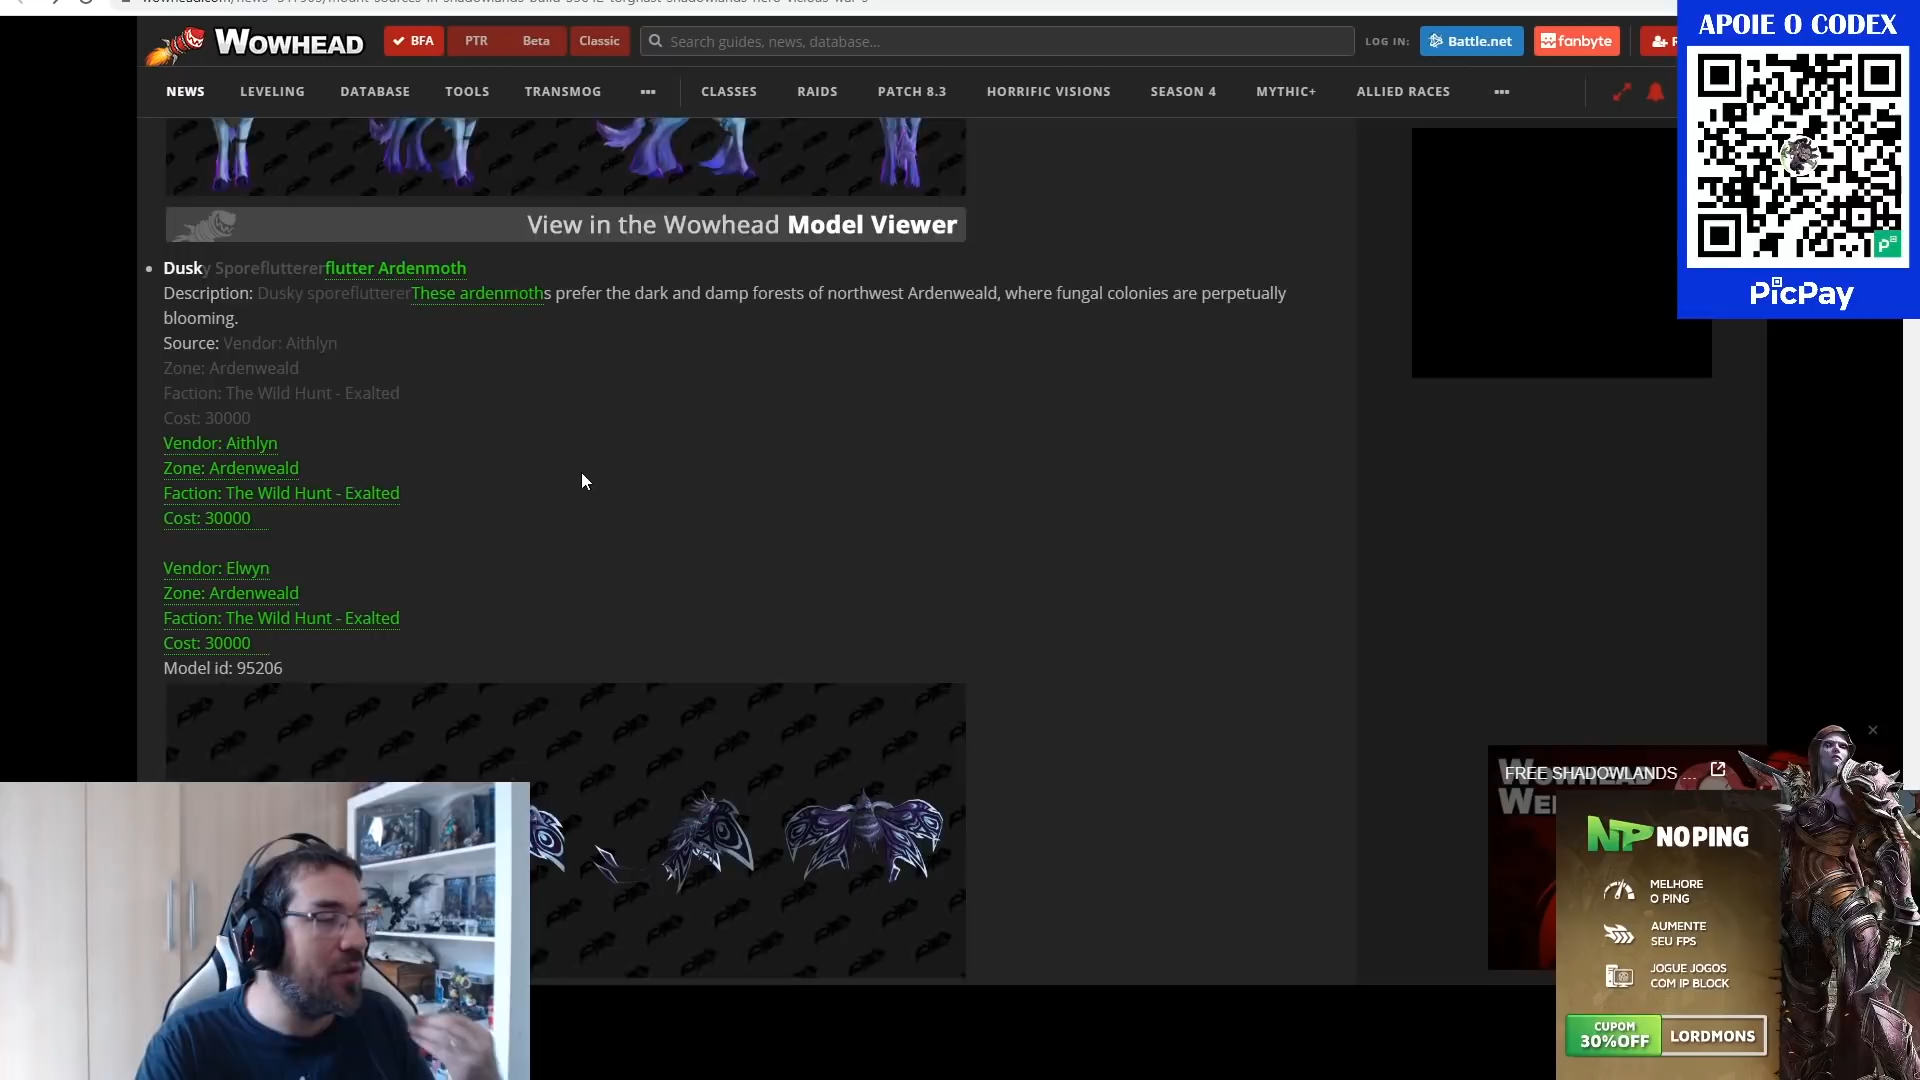 WOWHEAD
BFA
PTR
Beta
Classic
Search guides, news, database...
LOG IN:
Battle.net
fanbyte
NEWS
LEVELING
DATABASE
TOOLS
TRANSMOG
CLASSES
RAIDS
PATCH 8.3
HORRIFIC VISIONS
SEASON 4
MYTHIC+
ALLIED RACES
APOIE O CODEX
PicPay
View in the Wowhead Model Viewer
Dusky Sporefluttererflutter Ardenmoth
Description: Dusky sporefluttererThese ardenmoths prefer the dark and damp forests of northwest Ardenweald, where fungal colonies are perpetually
blooming.
Source: Vendor: Aithlyn
Zone: Ardenweald
Faction: The Wild Hunt - Exalted
Cost: 30000
Vendor: Aithlyn
Zone: Ardenweald
Faction: The Wild Hunt - Exalted
Cost: 30000
Vendor: Elwyn
Zone: Ardenweald
Faction: The Wild Hunt - Exalted
Cost: 30000
Model id: 95206
FREE SHADOWLANDS ...
WOWHEAD
NP NOPING
MELHORE
O PING
AUMENTE
SEU FPS
JOGUE JOGOS
COM IP BLOCK
CUPOM
30%OFF
LORDMONS